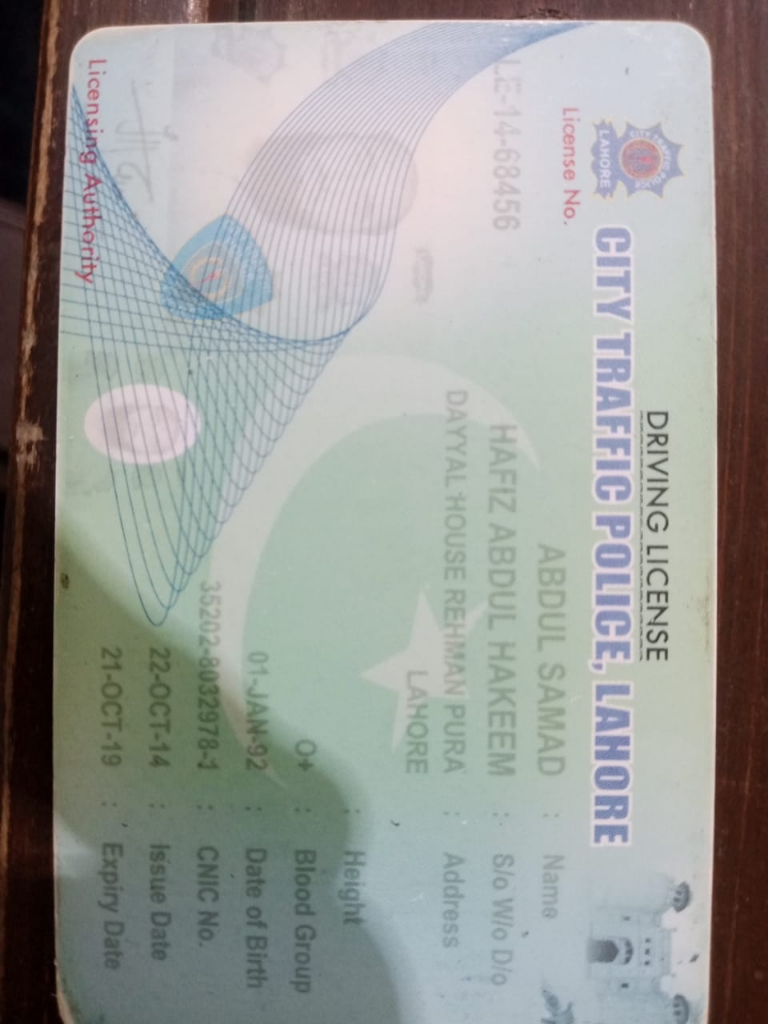 DRIVING LICENSE
CITY TRAFFIC POLICE, LAHORE
LAHORE
License No.
LE-14-68456
Name : ABDUL SAMAD
S/o W/o D/o : HAFIZ ABDUL HAKEEM
Address : DAYYAL HOUSE REHMAN PURA
LAHORE
Height :
Blood Group : O+
Date of Birth : 01-JAN-92
CNIC No. : 35202-8032978-1
Issue Date : 22-OCT-14
Expiry Date : 21-OCT-19
Licensing Authority